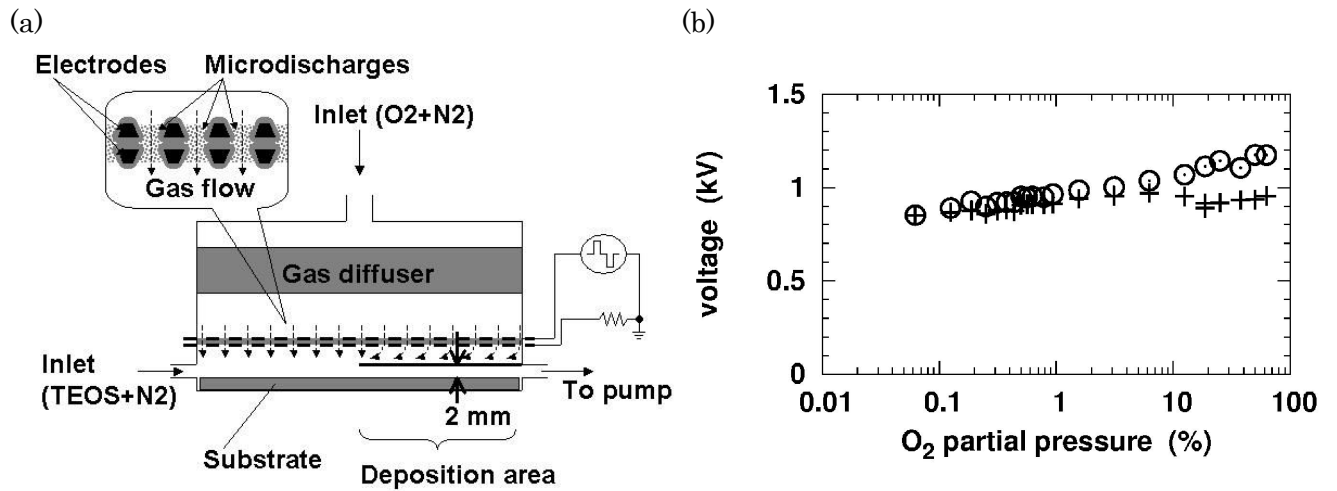 (a)
Electrodes Microdischarges
Inlet (O2+N2)
Gas flow
Gas diffuser
Inlet
(TEOS+N2)
To pump
2 mm
Substrate
Deposition area
(b)
1.5
1
0.5
0
voltage (kV)
0.01 0.1 1 10 100
O2 partial pressure (%)